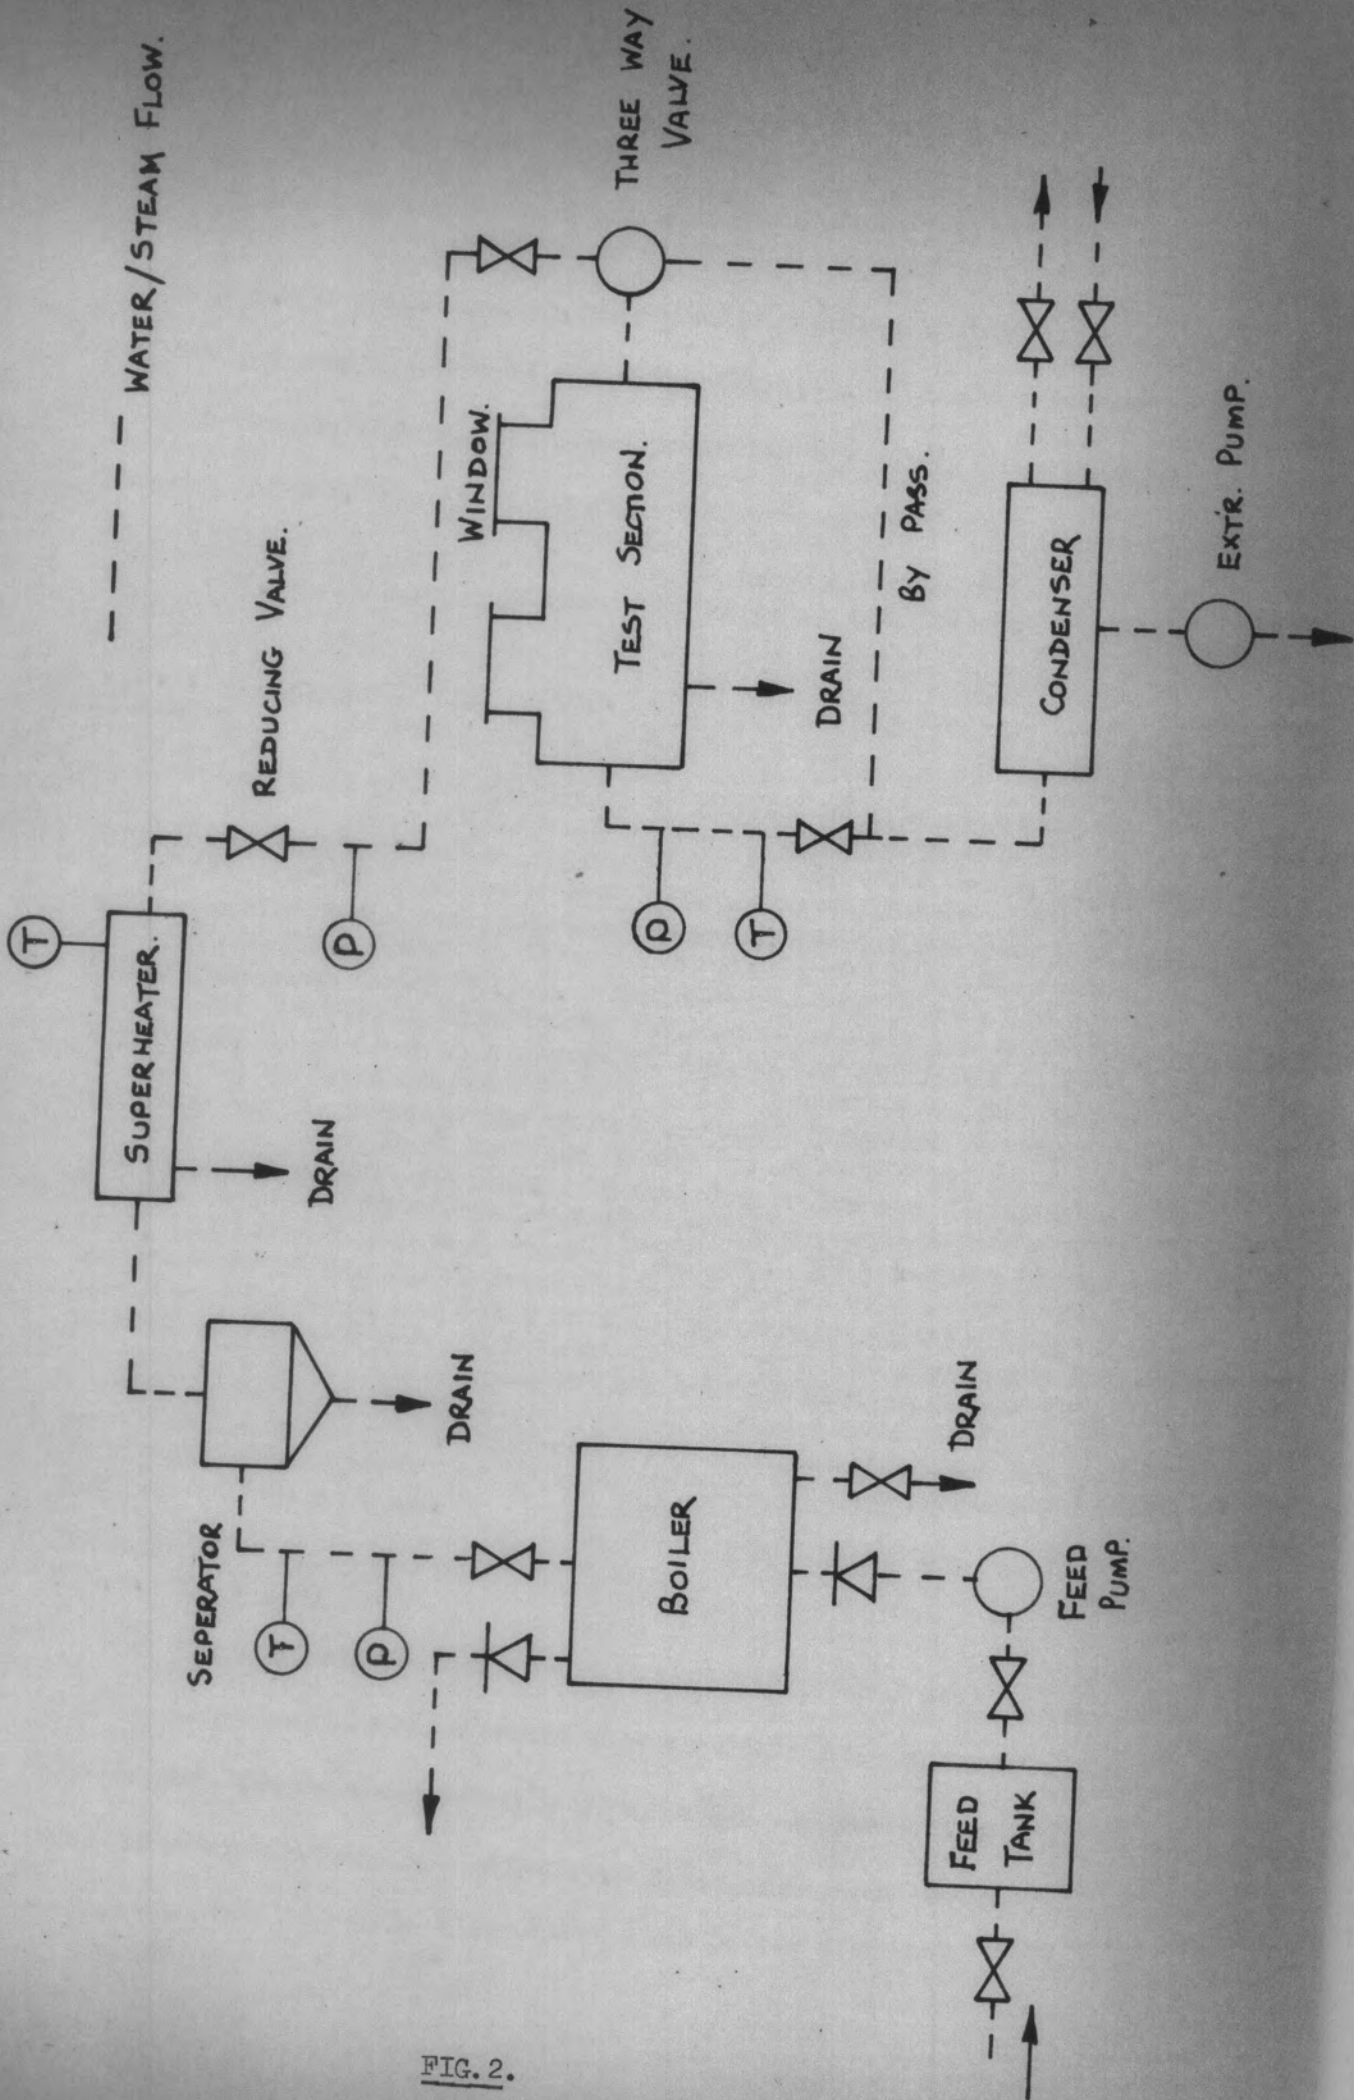 WATER/STEAM FLOW.
T
SUPERHEATER.
REDUCING VALVE.
P
DRAIN
SEPERATOR
DRAIN
T
P
WINDOW.
TEST SECTION.
THREE WAY
VALVE.
DRAIN
P
T
BY PASS.
BOILER
DRAIN
FEED
PUMP.
FEED
TANK
CONDENSER
EXT'R. PUMP.
FIG. 2.